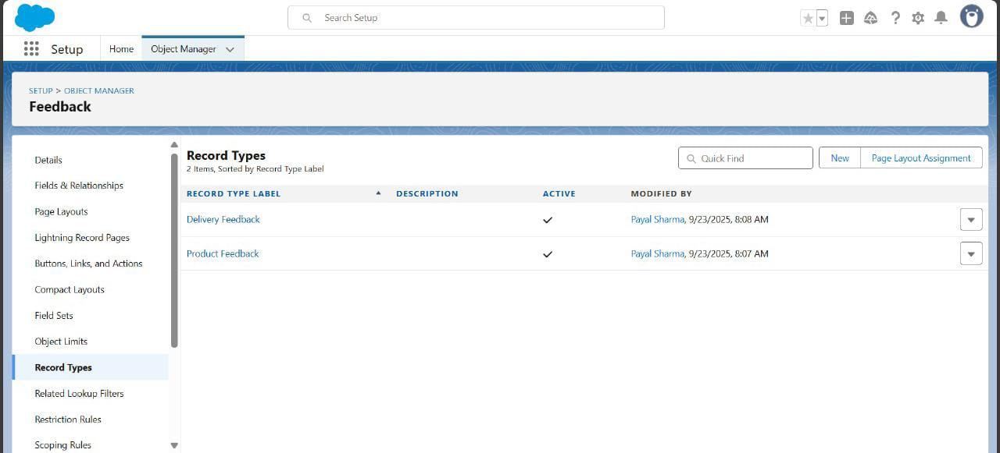 Search Setup
Setup
Home
Object Manager
SETUP > OBJECT MANAGER
Feedback
Details
Fields & Relationships
Page Layouts
Lightning Record Pages
Buttons, Links, and Actions
Compact Layouts
Field Sets
Object Limits
Record Types
Related Lookup Filters
Restriction Rules
Scoping Rules
Record Types
2 Items, Sorted by Record Type Label
Quick Find
New
Page Layout Assignment
RECORD TYPE LABEL DESCRIPTION ACTIVE MODIFIED BY
Delivery Feedback Payal Sharma, 9/23/2025, 8:08 AM
Product Feedback Payal Sharma, 9/23/2025, 8:07 AM